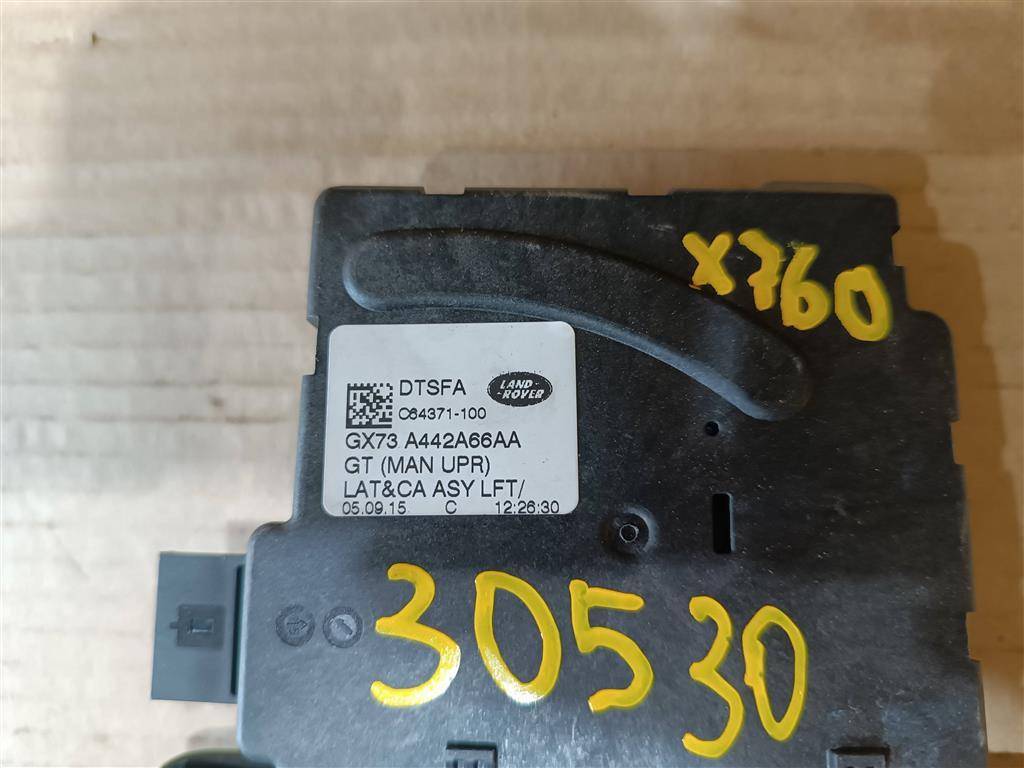 X760
DTSFA
LAND-
-ROVER
C64371-100
GX73 A442A66AA
GT (MAN UPR)
LAT&CA ASY LFT/
05.09.15 C 12:26:30
30530